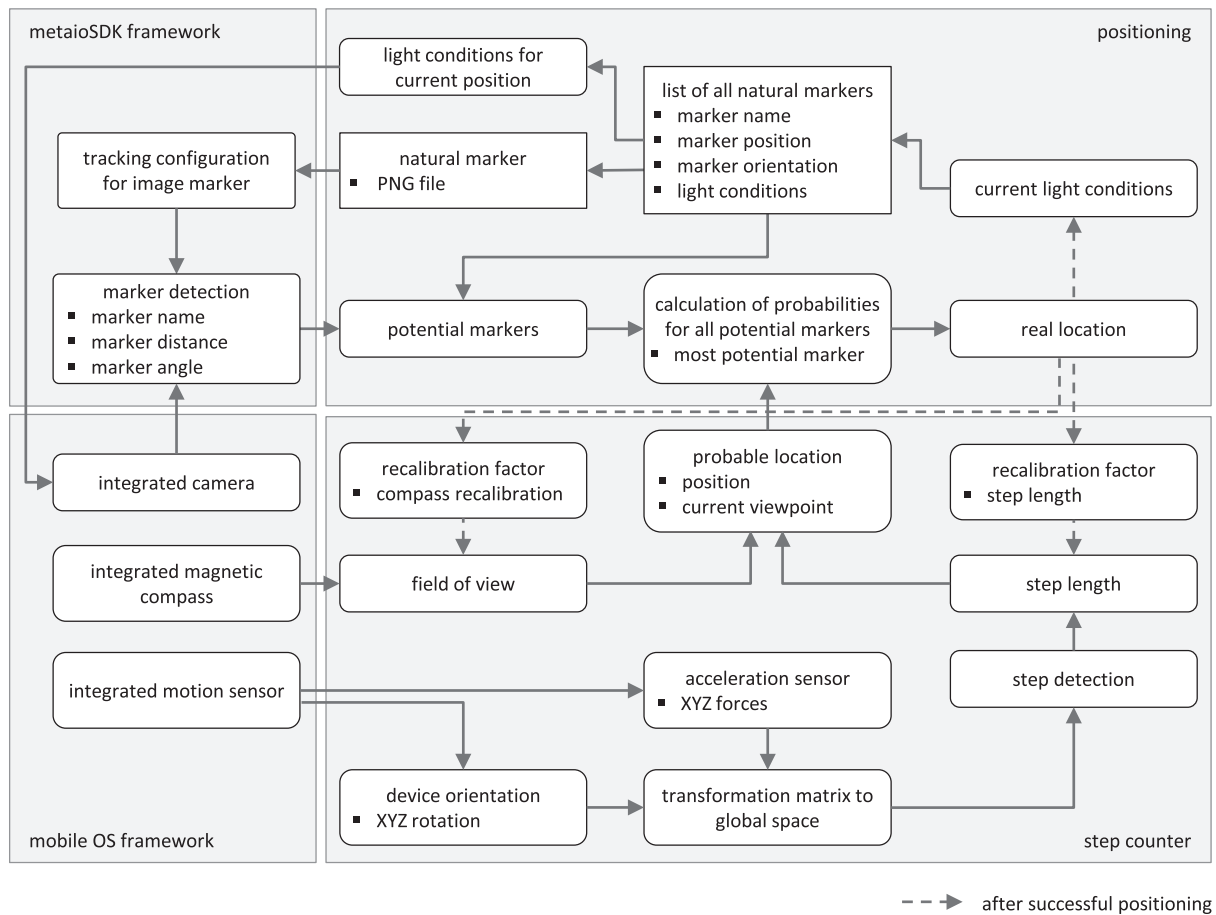 metaioSDK framework
positioning
light conditions for
current position
list of all natural markers
▪ marker name
▪ marker position
▪ marker orientation
▪ light conditions
tracking configuration
for image marker
natural marker
▪ PNG file
current light conditions
marker detection
▪ marker name
▪ marker distance
▪ marker angle
potential markers
calculation of probabilities
for all potential markers
▪ most potential marker
real location
integrated camera
recalibration factor
▪ compass recalibration
probable location
▪ position
▪ current viewpoint
recalibration factor
▪ step length
integrated magnetic
compass
field of view
step length
integrated motion sensor
acceleration sensor
▪ XYZ forces
step detection
device orientation
▪ XYZ rotation
transformation matrix to
global space
mobile OS framework
step counter
after successful positioning